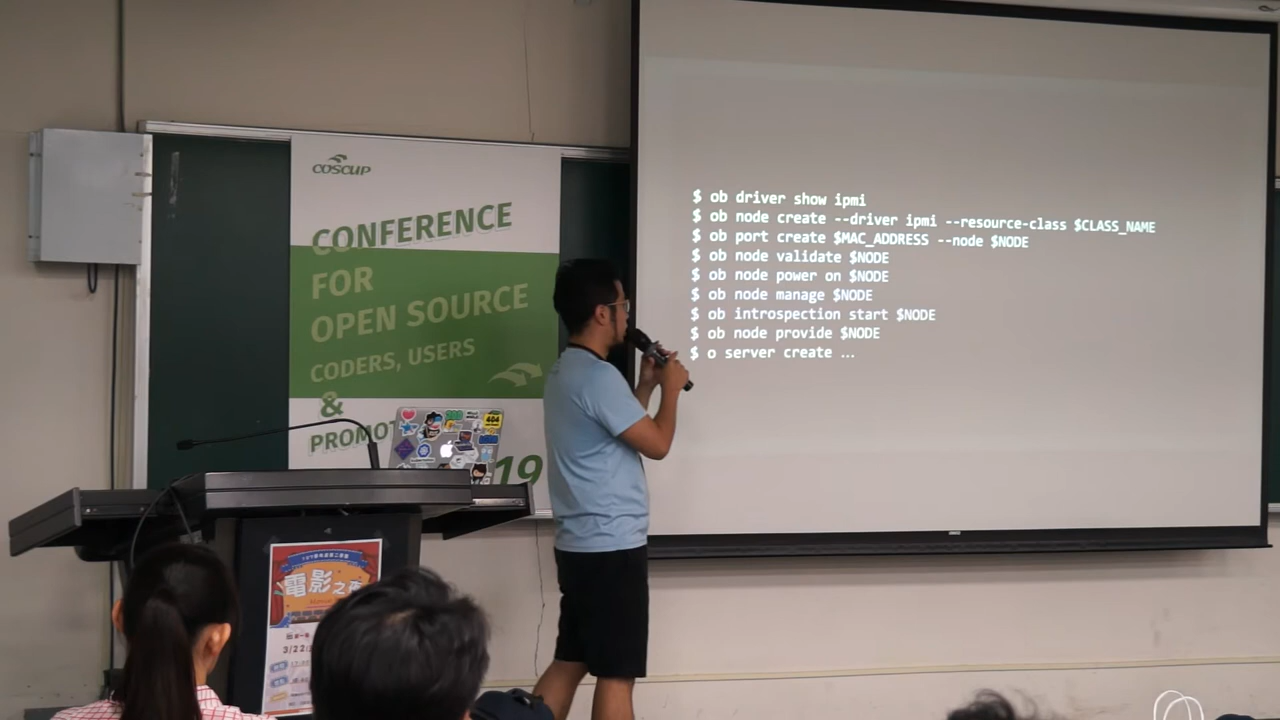 COSCUP
CONFERENCE
FOR
OPEN SOURCE
CODERS, USERS
&
PROMOT
19
404
電影之夜
3/22
$ ob driver show ipmi
$ ob node create --driver ipmi --resource-class $CLASS_NAME
$ ob port create $MAC_ADDRESS --node $NODE
$ ob node validate $NODE
$ ob node power on $NODE
$ ob node manage $NODE
$ ob introspection start $NODE
$ ob node provide $NODE
$ o server create ...